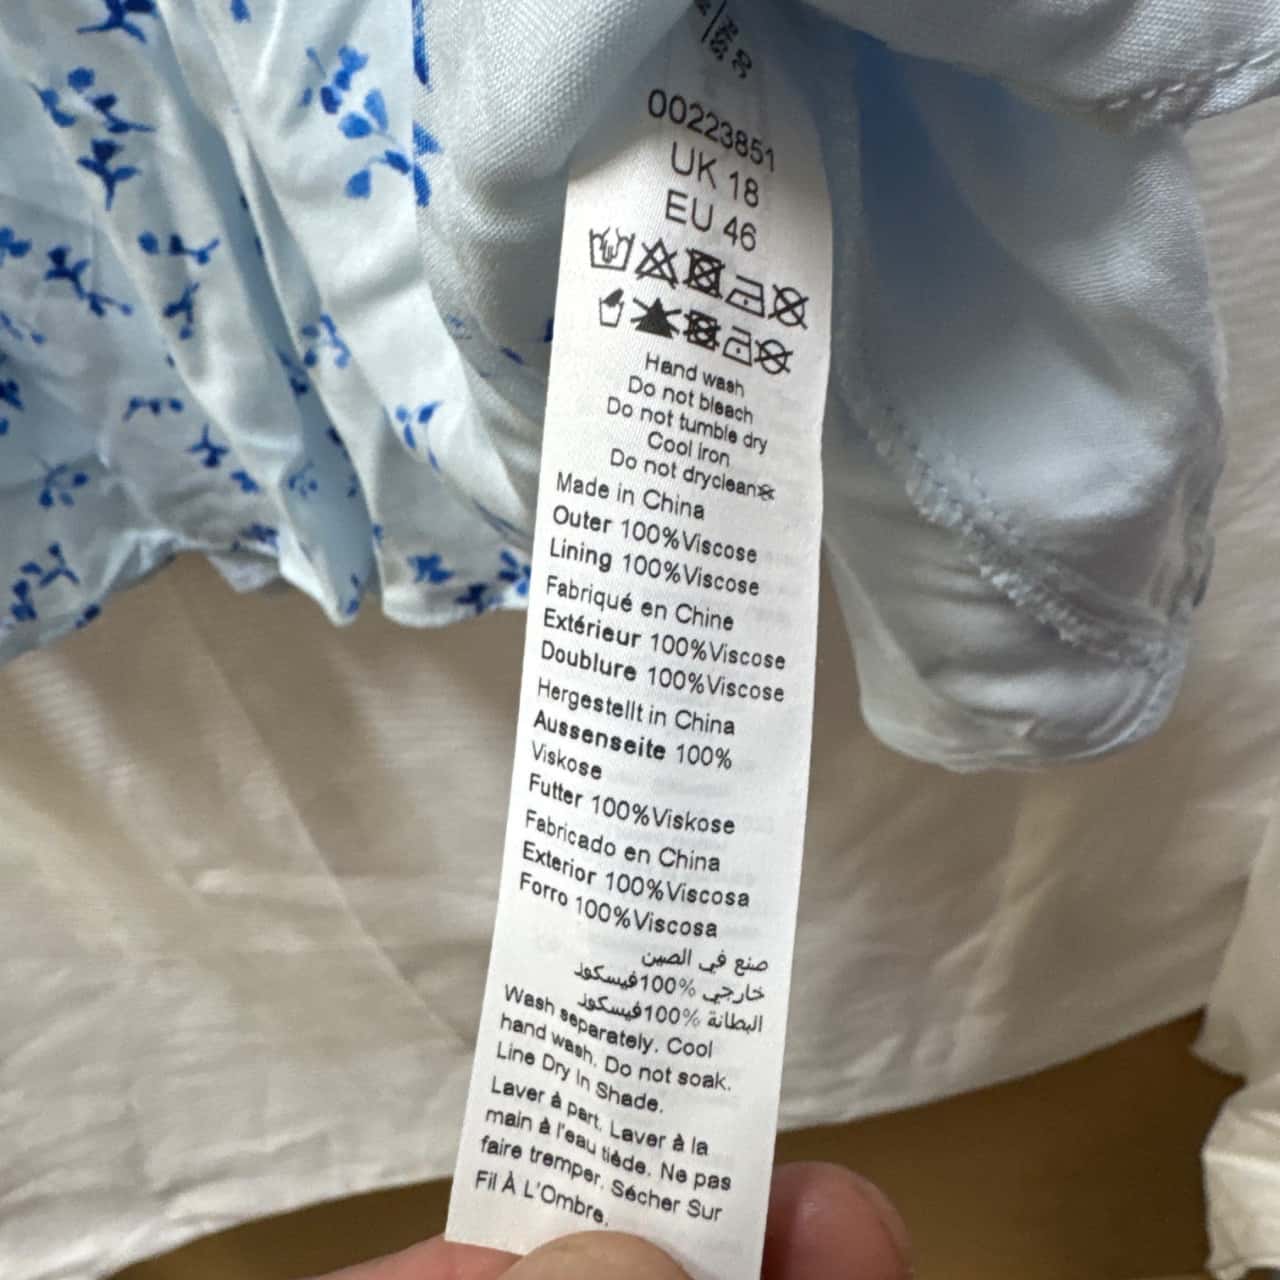 00223851
UK 18
EU 46
Hand wash
Do not bleach
Do not tumble dry
Cool iron
Do not dryclean
Made in China
Outer 100%Viscose
Lining 100%Viscose
Fabriqué en Chine
Extérieur 100%Viscose
Doublure 100%Viscose
Hergestellt in China
Aussenseite 100%
Viskose
Futter 100%Viskose
Fabricado en China
Exterior 100%Viscosa
Forro 100%Viscosa
صنع في الصين
خارجي %100فيسكوز
البطانة %100فيسكوز
Wash separately. Cool
hand wash. Do not soak.
Line Dry In Shade.
Laver à part. Laver à la
main à l'eau tiède. Ne pas
faire tremper. Sécher Sur
Fil À L'Ombre.